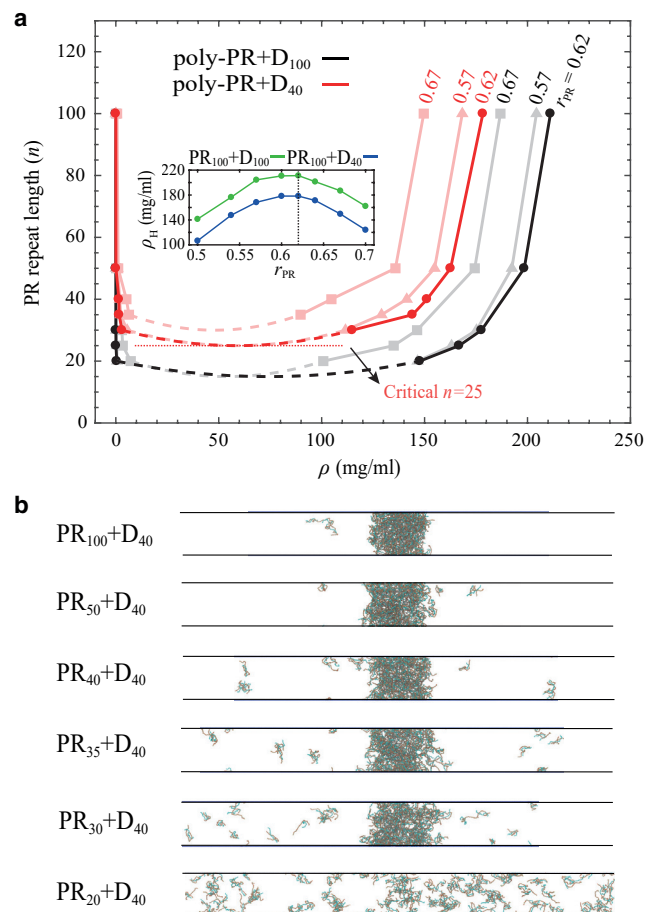 a
120
100
80
60
40
20
0
PR repeat length (n)
poly-PR+D₁₀₀
poly-PR+D₄₀
0.67
0.57
0.62
0.67
0.57
r_PR = 0.62
PR₁₀₀+D₁₀₀
PR₁₀₀+D₄₀
220
180
140
100
ρ_H (mg/ml)
0.5 0.55 0.6 0.65 0.7
r_PR
Critical n=25
0 50 100 150 200 250
ρ (mg/ml)
b
PR₁₀₀+D₄₀
PR₅₀+D₄₀
PR₄₀+D₄₀
PR₃₅+D₄₀
PR₃₀+D₄₀
PR₂₀+D₄₀